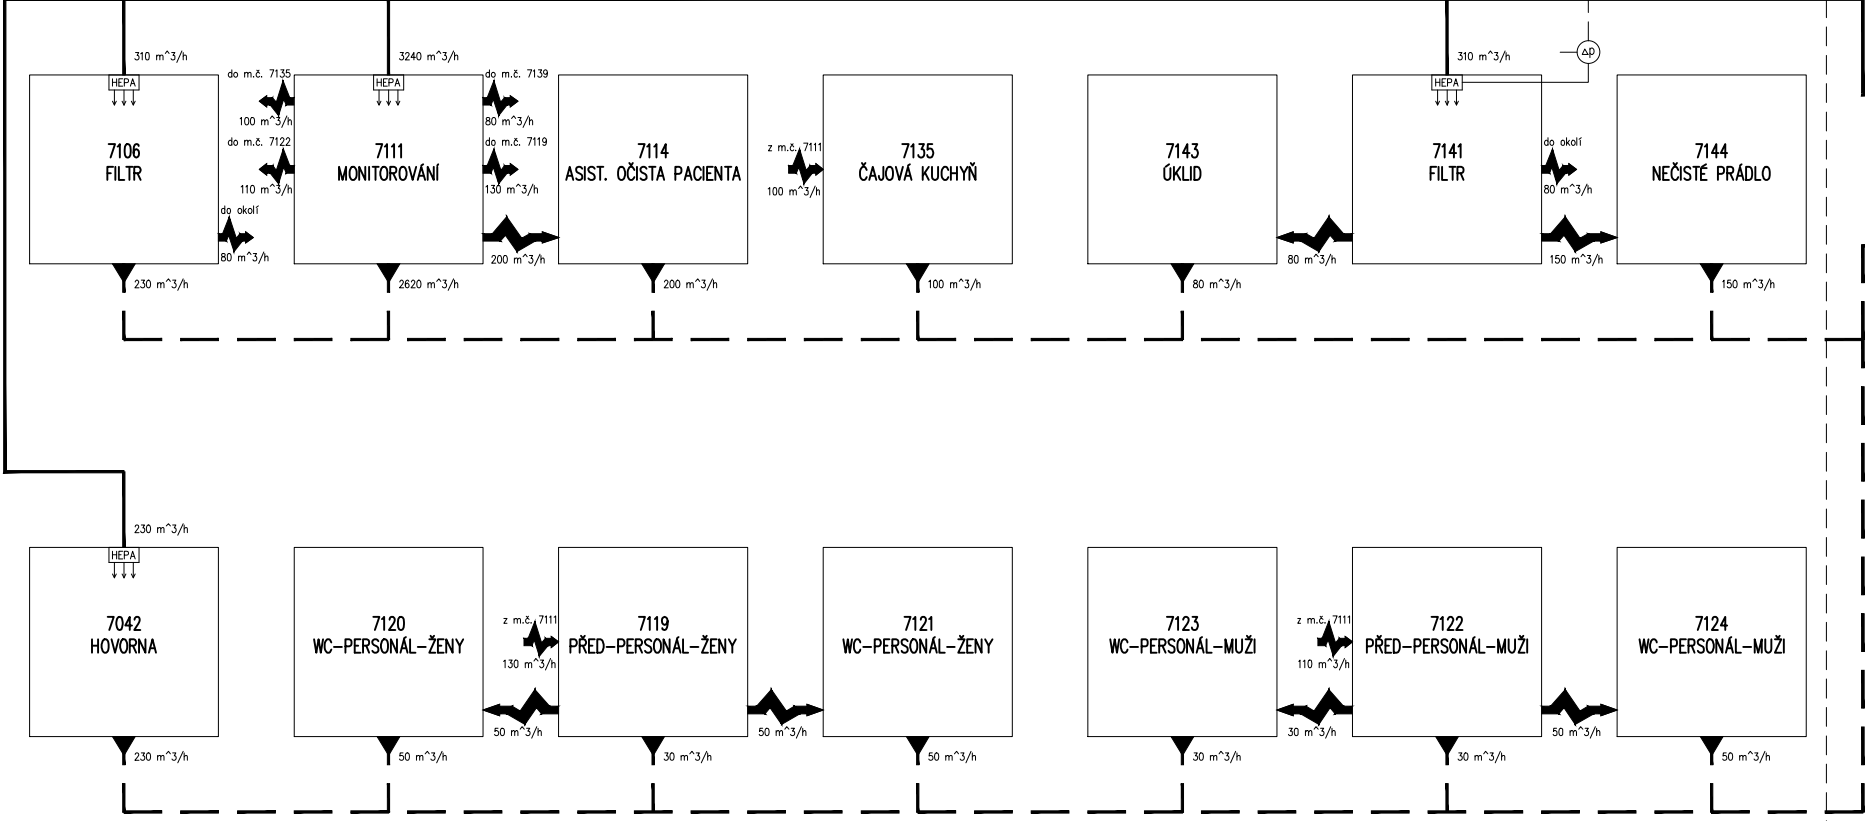 310 m^3/h
3240 m^3/h
310 m^3/h
Δp
HEPA
HEPA
HEPA
do m.č. 7135
do m.č. 7139
100 m^3/h
80 m^3/h
do m.č. 7122
do m.č. 7119
110 m^3/h
130 m^3/h
7106
FILTR
7111
MONITOROVÁNÍ
7114
ASIST. OČISTA PACIENTA
z m.č. 7111
100 m^3/h
7135
ČAJOVÁ KUCHYŇ
7143
ÚKLID
7141
FILTR
do okolí
80 m^3/h
7144
NEČISTÉ PRÁDLO
do okolí
80 m^3/h
200 m^3/h
80 m^3/h
150 m^3/h
230 m^3/h
2620 m^3/h
200 m^3/h
100 m^3/h
80 m^3/h
150 m^3/h
230 m^3/h
HEPA
7042
HOVORNA
7120
WC-PERSONÁL-ŽENY
z m.č. 7111
130 m^3/h
7119
PŘED-PERSONÁL-ŽENY
7121
WC-PERSONÁL-ŽENY
7123
WC-PERSONÁL-MUŽI
z m.č. 7111
110 m^3/h
7122
PŘED-PERSONÁL-MUŽI
7124
WC-PERSONÁL-MUŽI
50 m^3/h
50 m^3/h
30 m^3/h
50 m^3/h
230 m^3/h
50 m^3/h
30 m^3/h
50 m^3/h
30 m^3/h
30 m^3/h
50 m^3/h